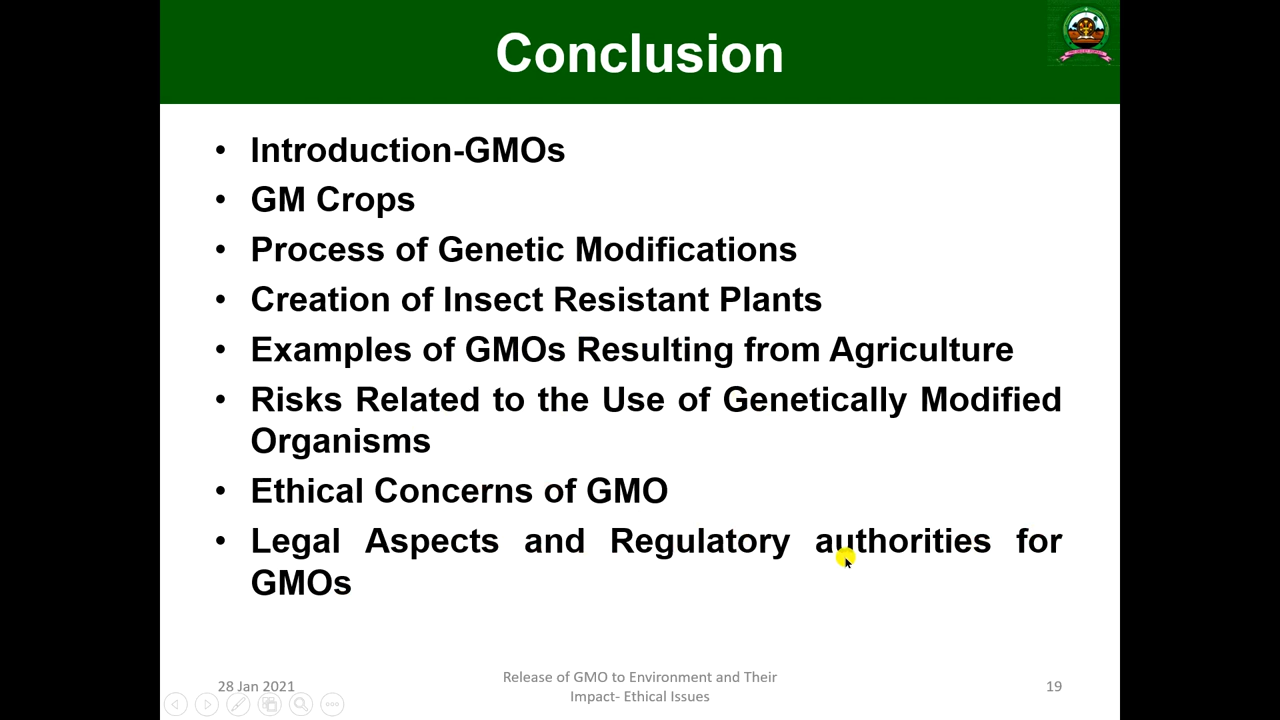 Conclusion
• Introduction-GMOs
• GM Crops
• Process of Genetic Modifications
• Creation of Insect Resistant Plants
• Examples of GMOs Resulting from Agriculture
• Risks Related to the Use of Genetically Modified
Organisms
• Ethical Concerns of GMO
• Legal Aspects and Regulatory authorities for
GMOs
28 Jan 2021
Release of GMO to Environment and Their
Impact- Ethical Issues
19